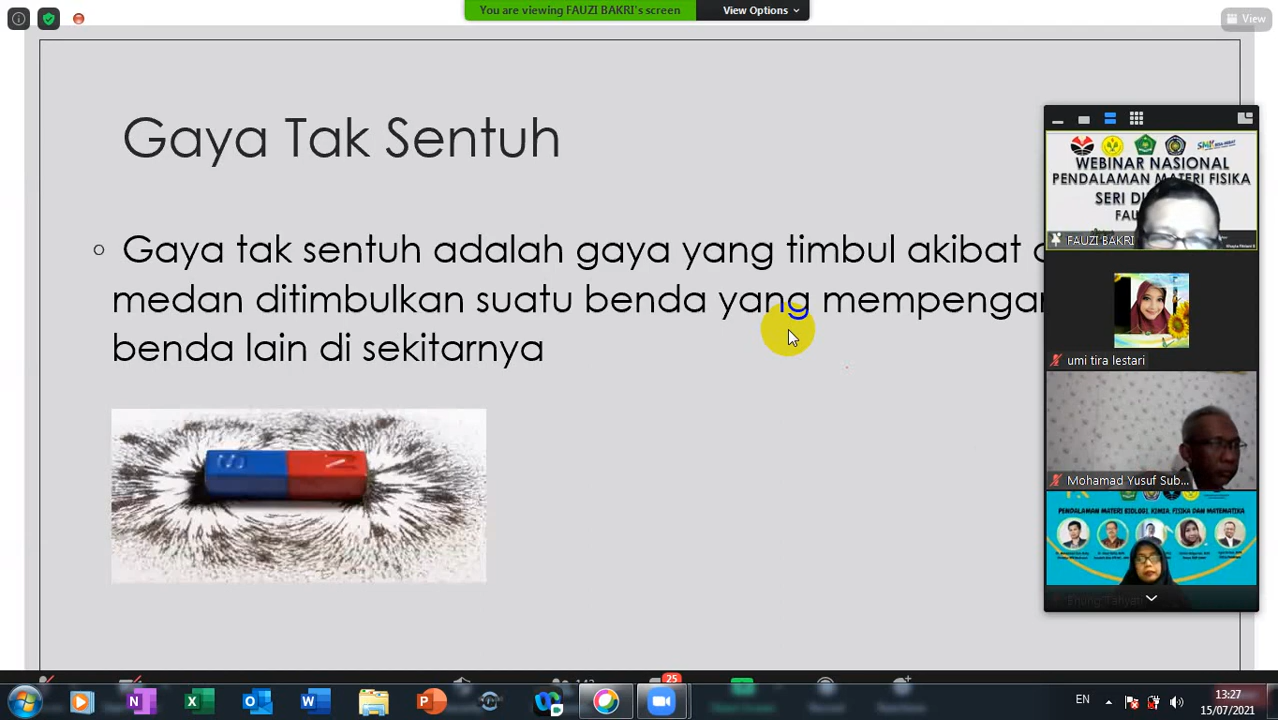 You are viewing FAUZI BAKRI's screen
View Options
View
Gaya Tak Sentuh
Gaya tak sentuh adalah gaya yang timbul akibat
medan ditimbulkan suatu benda yang mempengar
benda lain di sekitarnya
S N
WEBINAR NASIONAL
PENDALAMAN MATERI FISIKA
SERI
FAU
FAUZI BAKRI
umi tira lestari
Mohamad Yusuf Sub...
PENDALAMAN MATERI BIOLOGI, KIMIA, FISIKA DAN MATEMATIKA
25
EN
13:27
15/07/2021